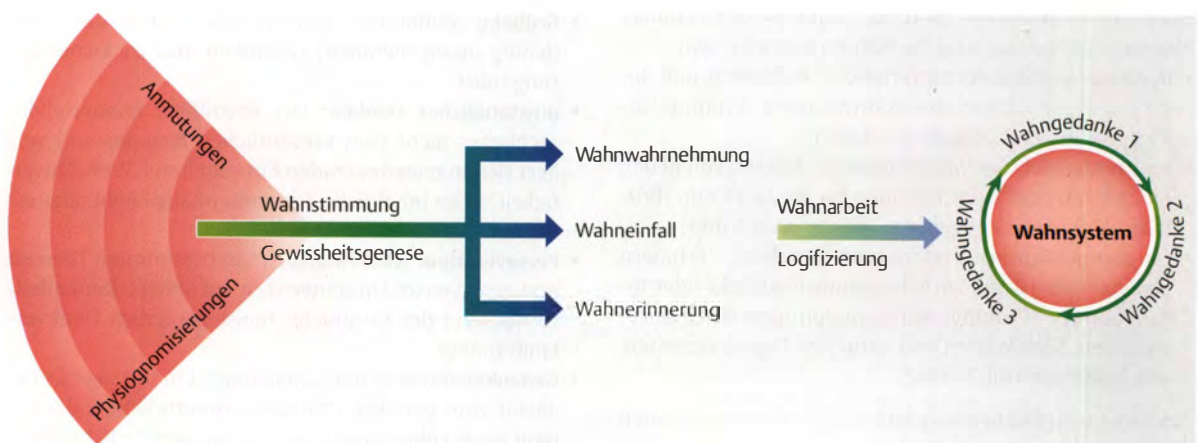 Anmutungen
Physiognomisierungen
Wahnstimmung
Gewissheitsgenese
Wahnwahrnehmung
Wahneinfall
Wahnerinnerung
Wahnarbeit
Logifizierung
Wahngedanke 1
Wahngedanke 2
Wahngedanke 3
Wahnsystem